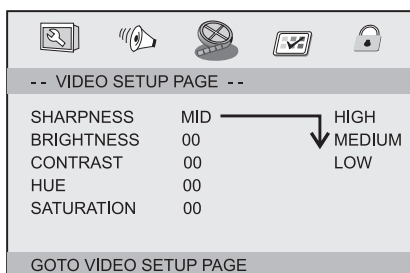 -- VIDEO SETUP PAGE --
SHARPNESS MID HIGH
BRIGHTNESS 00 MEDIUM
CONTRAST 00 LOW
HUE 00
SATURATION 00
GOTO VIDEO SETUP PAGE